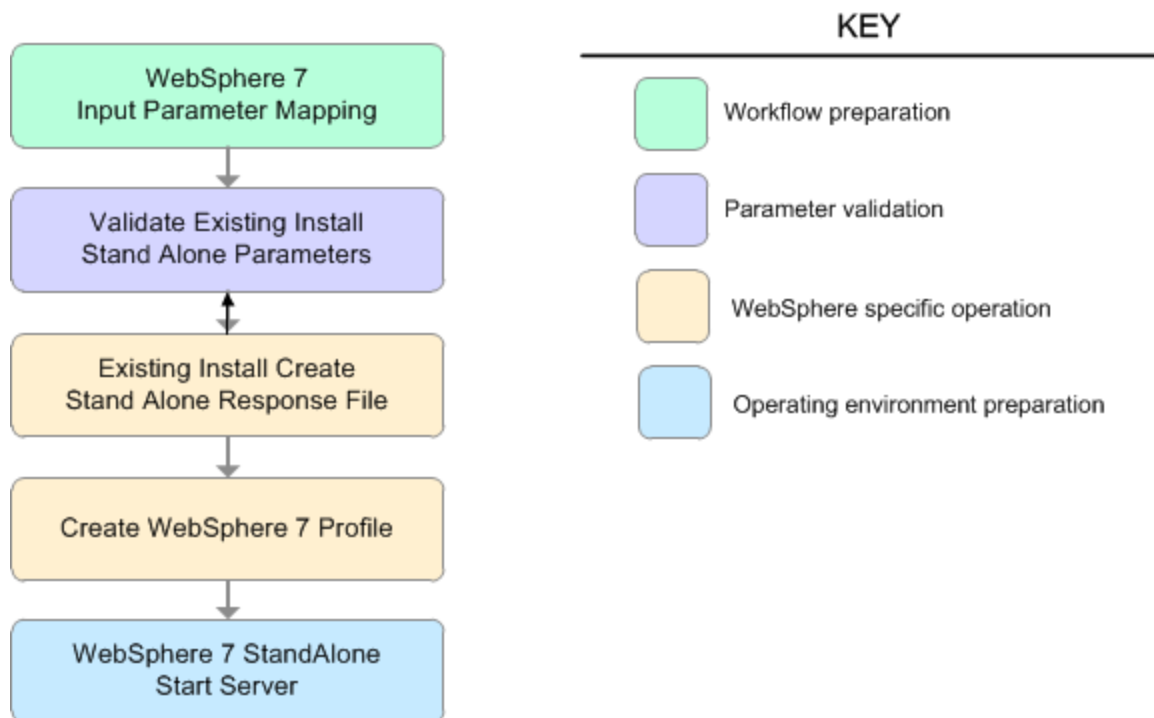 WebSphere 7
Input Parameter Mapping
Validate Existing Install
Stand Alone Parameters
Existing Install Create
Stand Alone Response File
Create WebSphere 7 Profile
WebSphere 7 StandAlone
Start Server
KEY
Workflow preparation
Parameter validation
WebSphere specific operation
Operating environment preparation